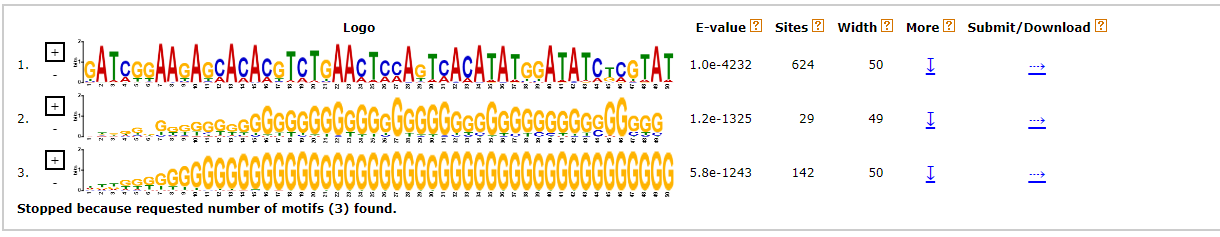 Logo E-value ? Sites ? Width ? More ? Submit/Download ?
1. + - GATCGGAAGAGCACACGTCTGAACTCCAGTCACATATGGATATCTCGTAT 1.0e-4232 624 50 ↧ ⇢
2. + - 1.2e-1325 29 49 ↧ ⇢
3. + - 5.8e-1243 142 50 ↧ ⇢
Stopped because requested number of motifs (3) found.